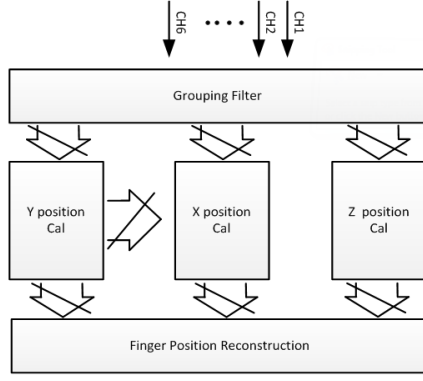 CH6
CH2
CH1
Grouping Filter
Y position
Cal
X position
Cal
Z position
Cal
Finger Position Reconstruction